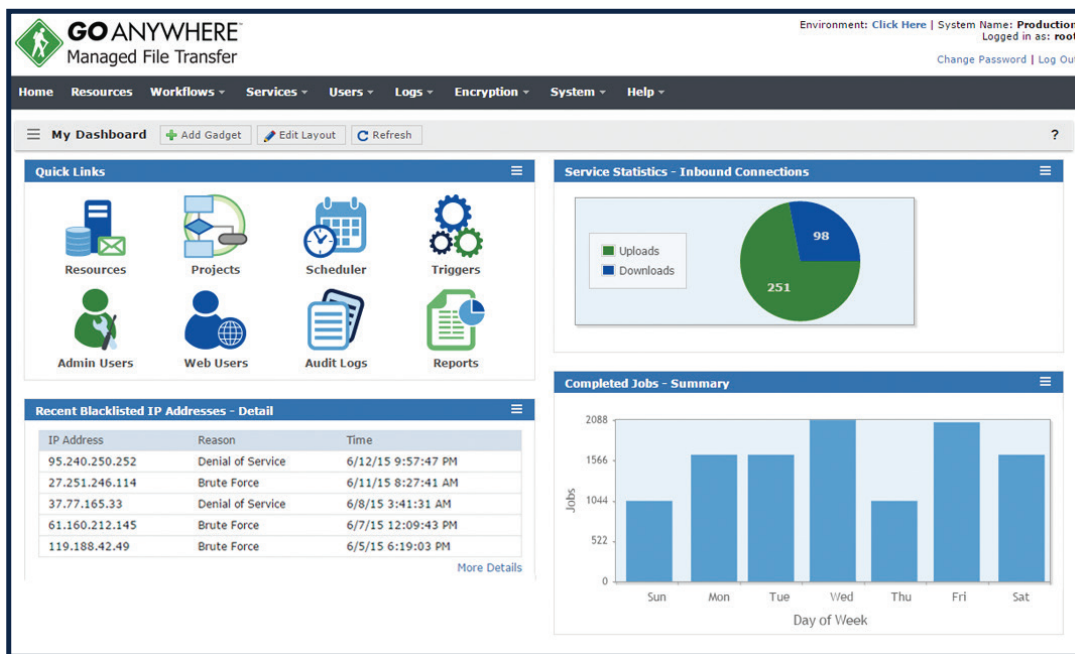 GO ANYWHERE™
Managed File Transfer
Environment: Click Here | System Name: Production
Logged in as: root
Change Password | Log Out
Home Resources Workflows Services Users Logs Encryption System Help
My Dashboard Add Gadget Edit Layout Refresh ?
Quick Links
Resources Projects Scheduler Triggers
Admin Users Web Users Audit Logs Reports
Recent Blacklisted IP Addresses - Detail
IP Address Reason Time
95.240.250.252 Denial of Service 6/12/15 9:57:47 PM
27.251.246.114 Brute Force 6/11/15 8:27:41 AM
37.77.165.33 Denial of Service 6/8/15 3:41:31 AM
61.160.212.145 Brute Force 6/7/15 12:09:43 PM
119.188.42.49 Brute Force 6/5/15 6:19:03 PM
More Details
Service Statistics - Inbound Connections
Uploads
Downloads
98
251
Completed Jobs - Summary
Jobs
2088
1566
1044
522
0
Sun Mon Tue Wed Thu Fri Sat
Day of Week